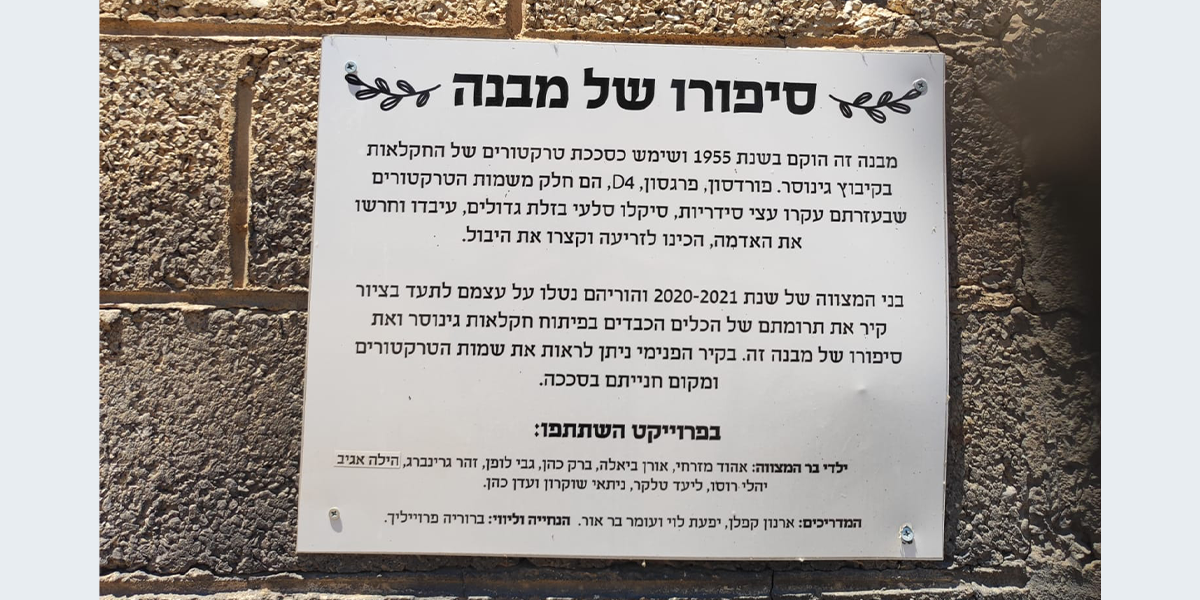 סיפורו של מבנה
מבנה זה הוקם בשנת 1955 ושימש כסככת טרקטורים של החקלאות
בקיבוץ גינוסר. פורדסון, פרגסון, D4, הם חלק משמות הטרקטורים
שבעזרתם עקרו עצי סידריות, סיקלו סלעי בזלת גדולים, עיבדו וחרשו
את האדמה, הכינו לזריעה וקצרו את היבול.
בני המצווה של שנת 2020-2021 והוריהם נטלו על עצמם לתעד בציור
קיר את תרומתם של הכלים הכבדים בפיתוח חקלאות גינוסר ואת
סיפורו של מבנה זה. בקיר הפנימי ניתן לראות את שמות הטרקטורים
ומקום חנייתם בסככה.
בפרוייקט השתתפו:
ילדי בר המצווה: אהוד מזרחי, אורן ביאלה, ברק כהן, גבי לופן, זהר גרינברג, הילה אגיב
יהלי רוסו, ליעד טלקר, ניתאי שוקרון ועדן כהן.
המדריכים: ארנון קפלן, יפעת לוי ועומר בר אור. הנחייה וליווי: ברוריה פרוייליך.